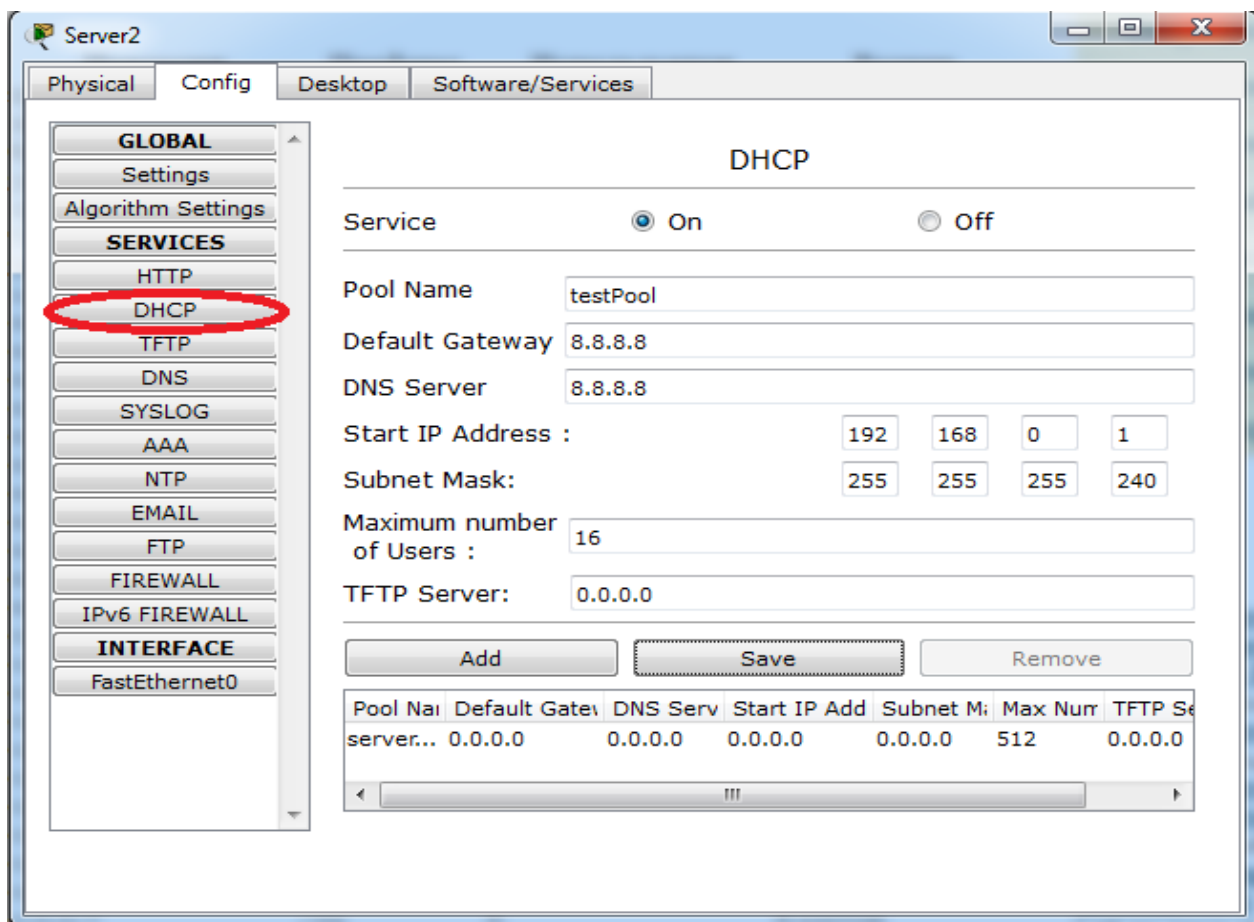 Server2
Physical Config Desktop Software/Services
GLOBAL
Settings
Algorithm Settings
SERVICES
HTTP
DHCP
TFTP
DNS
SYSLOG
AAA
NTP
EMAIL
FTP
FIREWALL
IPv6 FIREWALL
INTERFACE
FastEthernet0
DHCP
Service On Off
Pool Name testPool
Default Gateway 8.8.8.8
DNS Server 8.8.8.8
Start IP Address : 192 168 0 1
Subnet Mask: 255 255 255 240
Maximum number
of Users : 16
TFTP Server: 0.0.0.0
Add Save Remove
Pool Nai Default Gate DNS Serv Start IP Add Subnet M Max Num TFTP Se
server... 0.0.0.0 0.0.0.0 0.0.0.0 0.0.0.0 512 0.0.0.0